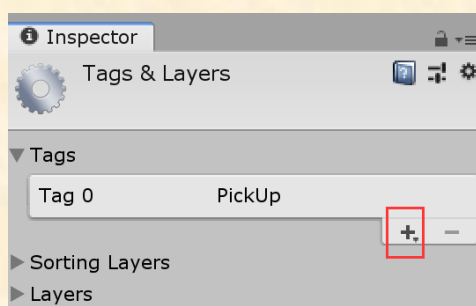 Inspector
Tags & Layers
Tags
Tag 0 PickUp
Sorting Layers
Layers